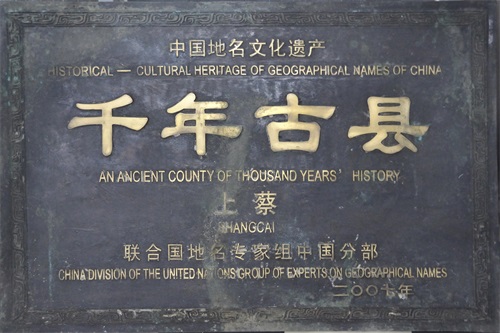 中国地名文化遗产
HISTORICAL — CULTURAL HERITAGE OF GEOGRAPHICAL NAMES OF CHINA
千年古县
AN ANCIENT COUNTY OF THOUSAND YEARS' HISTORY
上蔡
SHANGCAI
联合国地名专家组中国分部
CHINA DIVISION OF THE UNITED NATIONS GROUP OF EXPERTS ON GEOGRAPHICAL NAMES
二〇〇七年